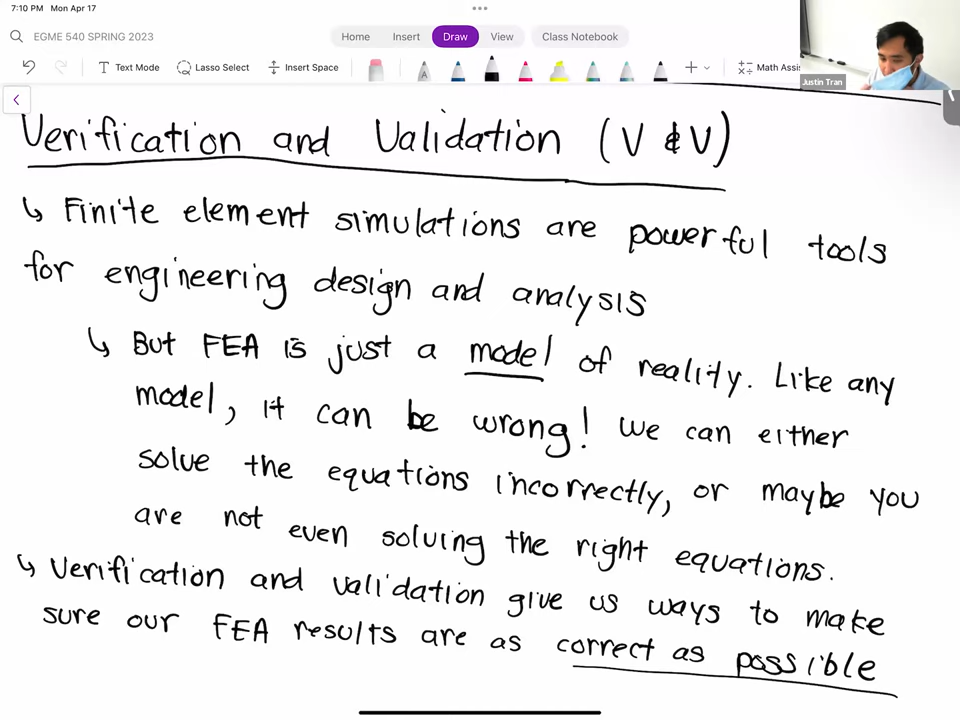 7:10 PM Mon Apr 17
EGME 540 SPRING 2023
Home Insert Draw View Class Notebook
Text Mode Lasso Select Insert Space Math Assis
Justin Tran
Verification and Validation (V & V)
↳ Finite element simulations are powerful tools
for engineering design and analysis
↳ But FEA is just a model of reality. Like any
model, it can be wrong! We can either
solve the equations incorrectly, or maybe you
are not even solving the right equations.
↳ Verification and validation give us ways to make
sure our FEA results are as correct as possible